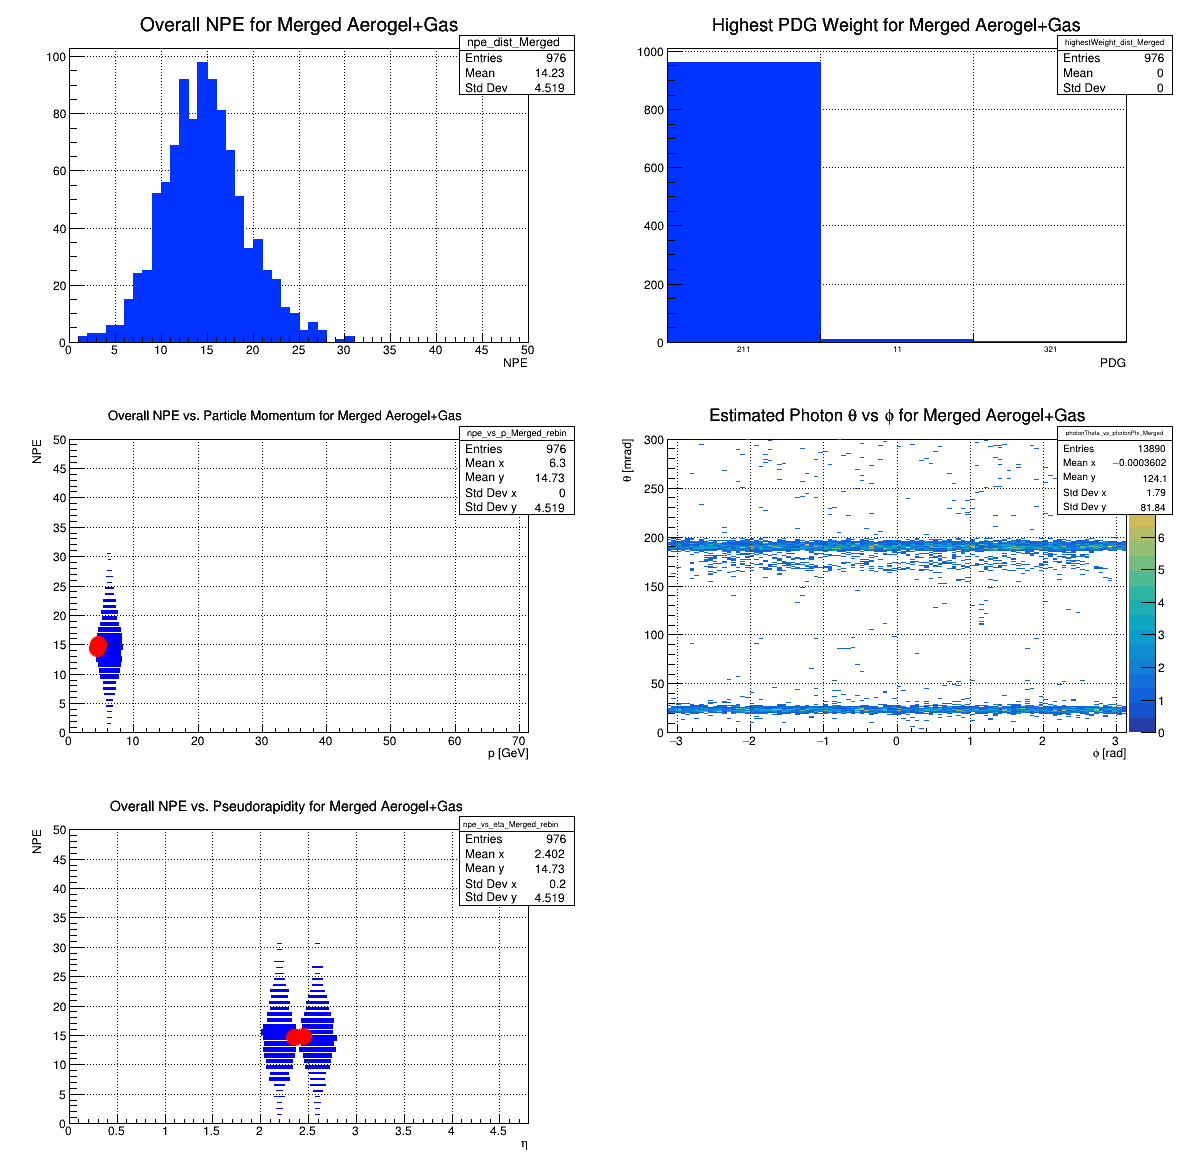 Overall NPE for Merged Aerogel+Gas
npe_dist_Merged
Entries 976
Mean 14.23
Std Dev 4.519
100
80
60
40
20
0
0 5 10 15 20 25 30 35 40 45 50
NPE
Highest PDG Weight for Merged Aerogel+Gas
highestWeight_dist_Merged
Entries 976
Mean 0
Std Dev 0
1000
800
600
400
200
0
211 11 321
PDG
Overall NPE vs. Particle Momentum for Merged Aerogel+Gas
npe_vs_p_Merged_rebin
Entries 976
Mean x 6.3
Mean y 14.73
Std Dev x 0
Std Dev y 4.519
NPE
50
45
40
35
30
25
20
15
10
5
0
0 10 20 30 40 50 60 70
p [GeV]
Estimated Photon θ vs ϕ for Merged Aerogel+Gas
photonTheta_vs_photonPhi_Merged
Entries 13890
Mean x −0.0003602
Mean y 124.1
Std Dev x 1.79
Std Dev y 81.84
θ [mrad]
300
250
200
150
100
50
0
−3 −2 −1 0 1 2 3
ϕ [rad]
6
5
4
3
2
1
0
Overall NPE vs. Pseudorapidity for Merged Aerogel+Gas
npe_vs_eta_Merged_rebin
Entries 976
Mean x 2.402
Mean y 14.73
Std Dev x 0.2
Std Dev y 4.519
NPE
50
45
40
35
30
25
20
15
10
5
0
0 0.5 1 1.5 2 2.5 3 3.5 4 4.5
η